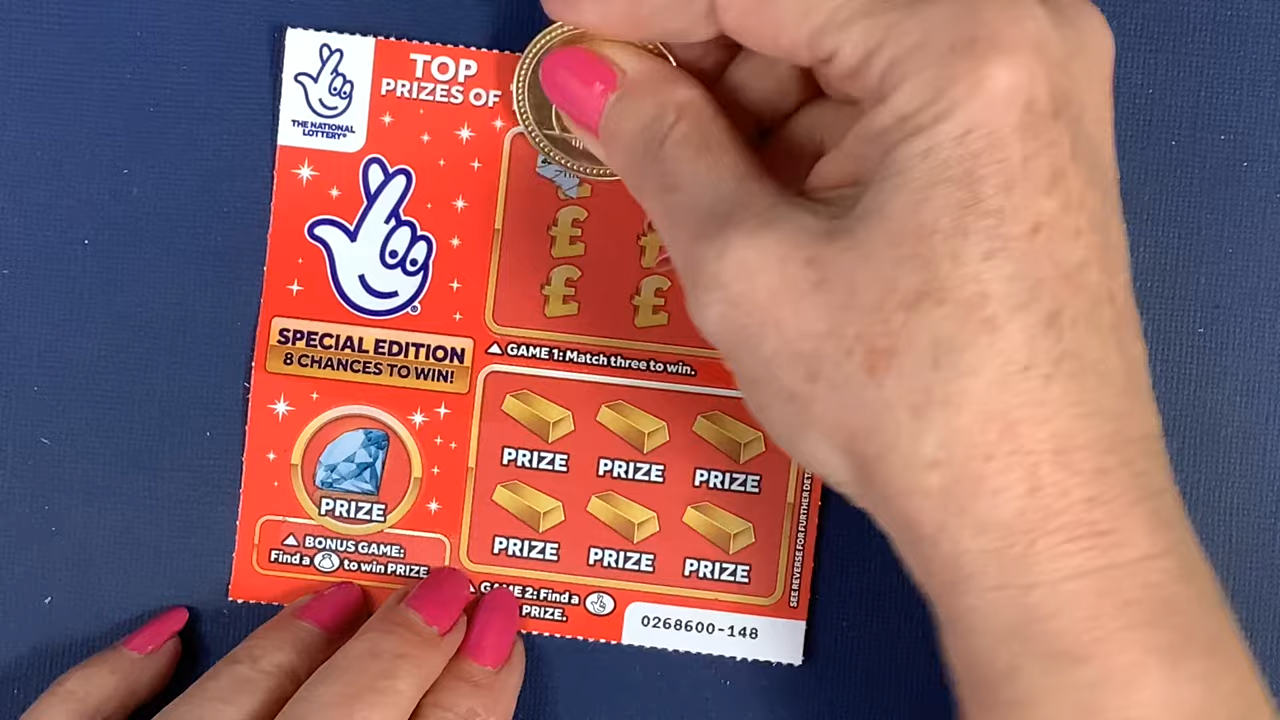 TOP
PRIZES OF
THE NATIONAL
LOTTERY®
£
£ £
SPECIAL EDITION
8 CHANCES TO WIN!
GAME 1: Match three to win.
PRIZE PRIZE PRIZE
PRIZE PRIZE PRIZE
PRIZE
BONUS GAME:
Find a to win PRIZE
GAME 2: Find a
PRIZE.
0268600-148
SEE REVERSE FOR FURTHER